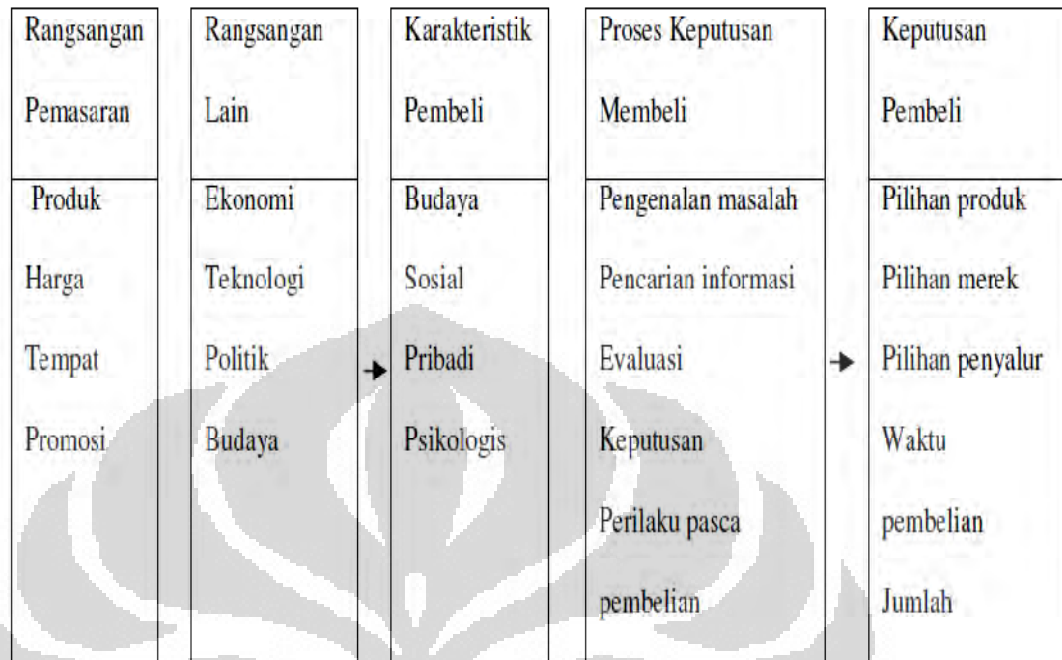 Rangsangan
Pemasaran
Produk
Harga
Tempat
Promosi
Rangsangan
Lain
Ekonomi
Teknologi
Politik
Budaya
Karakteristik
Pembeli
Budaya
Sosial
Pribadi
Psikologis
Proses Keputusan
Membeli
Pengenalan masalah
Pencarian informasi
Evaluasi
Keputusan
Perilaku pasca
pembelian
Keputusan
Pembeli
Pilihan produk
Pilihan merek
Pilihan penyalur
Waktu
pembelian
Jumlah